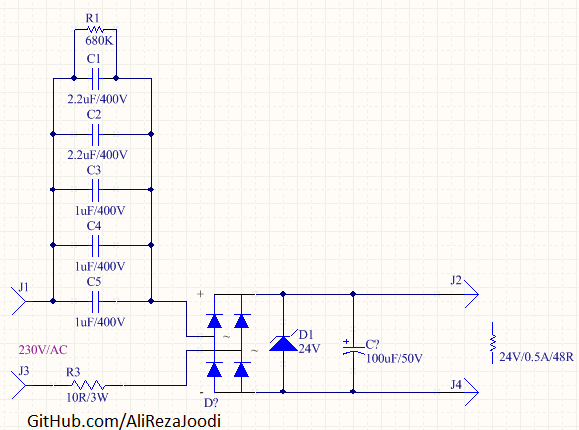 R1
680K
C1
2.2uF/400V
C2
2.2uF/400V
C3
1uF/400V
C4
1uF/400V
C5
1uF/400V
J1
J2
+
~
D1
24V
+
C?
100uF/50V
24V/0.5A/48R
230V/AC
~
J3
R3
10R/3W
-
D?
J4
GitHub.com/AliRezaJoodi